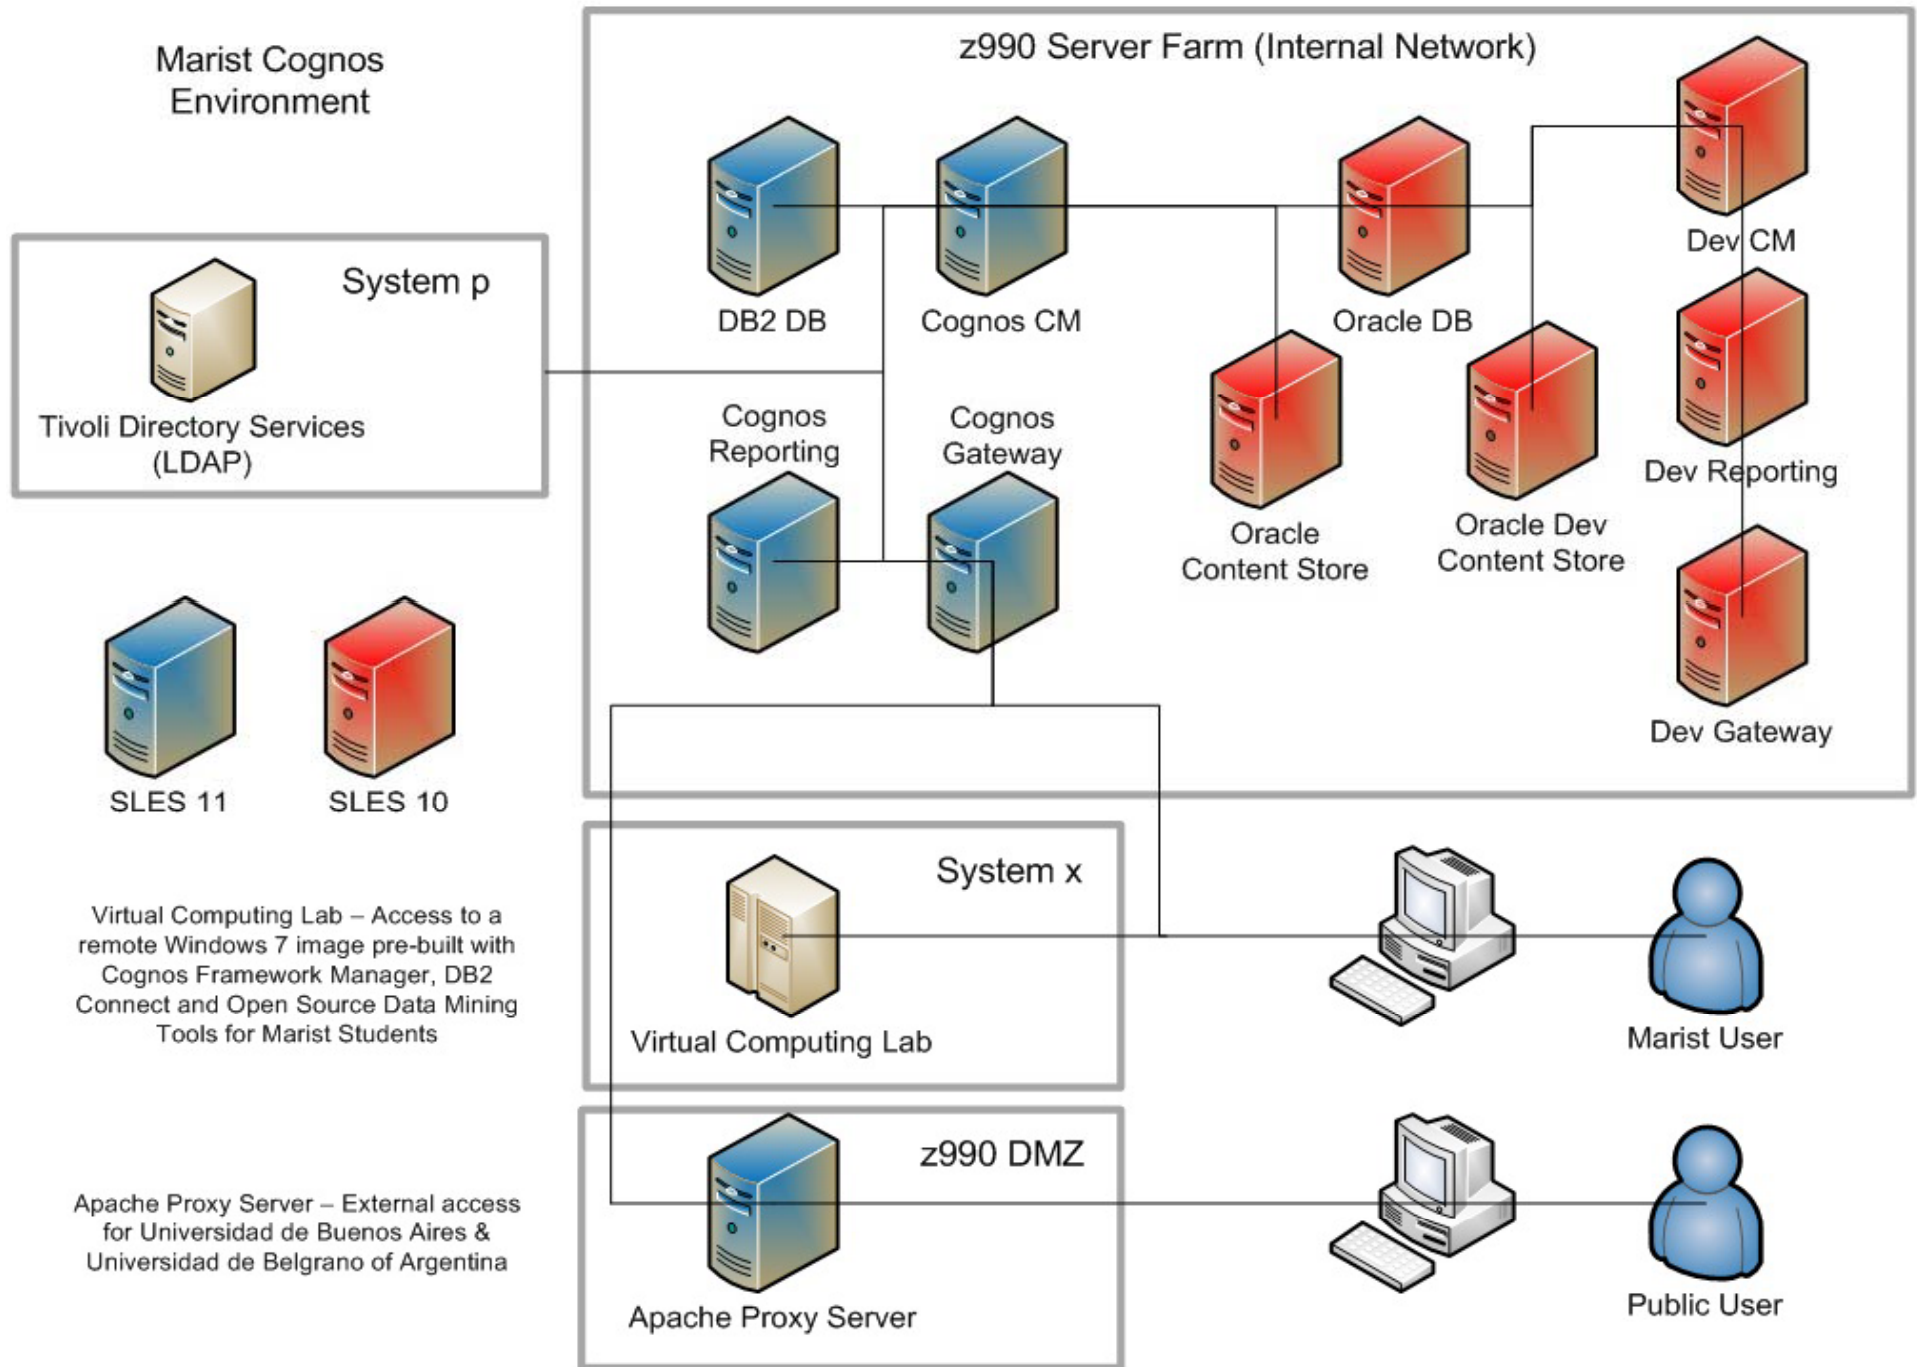 Marist Cognos
Environment
z990 Server Farm (Internal Network)
DB2 DB
Cognos CM
Oracle DB
Dev CM
System p
Tivoli Directory Services
(LDAP)
Cognos
Reporting
Cognos
Gateway
Oracle
Content Store
Oracle Dev
Content Store
Dev Reporting
Dev Gateway
SLES 11
SLES 10
Virtual Computing Lab – Access to a
remote Windows 7 image pre-built with
Cognos Framework Manager, DB2
Connect and Open Source Data Mining
Tools for Marist Students
System x
Virtual Computing Lab
Marist User
Apache Proxy Server – External access
for Universidad de Buenos Aires &
Universidad de Belgrano of Argentina
z990 DMZ
Apache Proxy Server
Public User